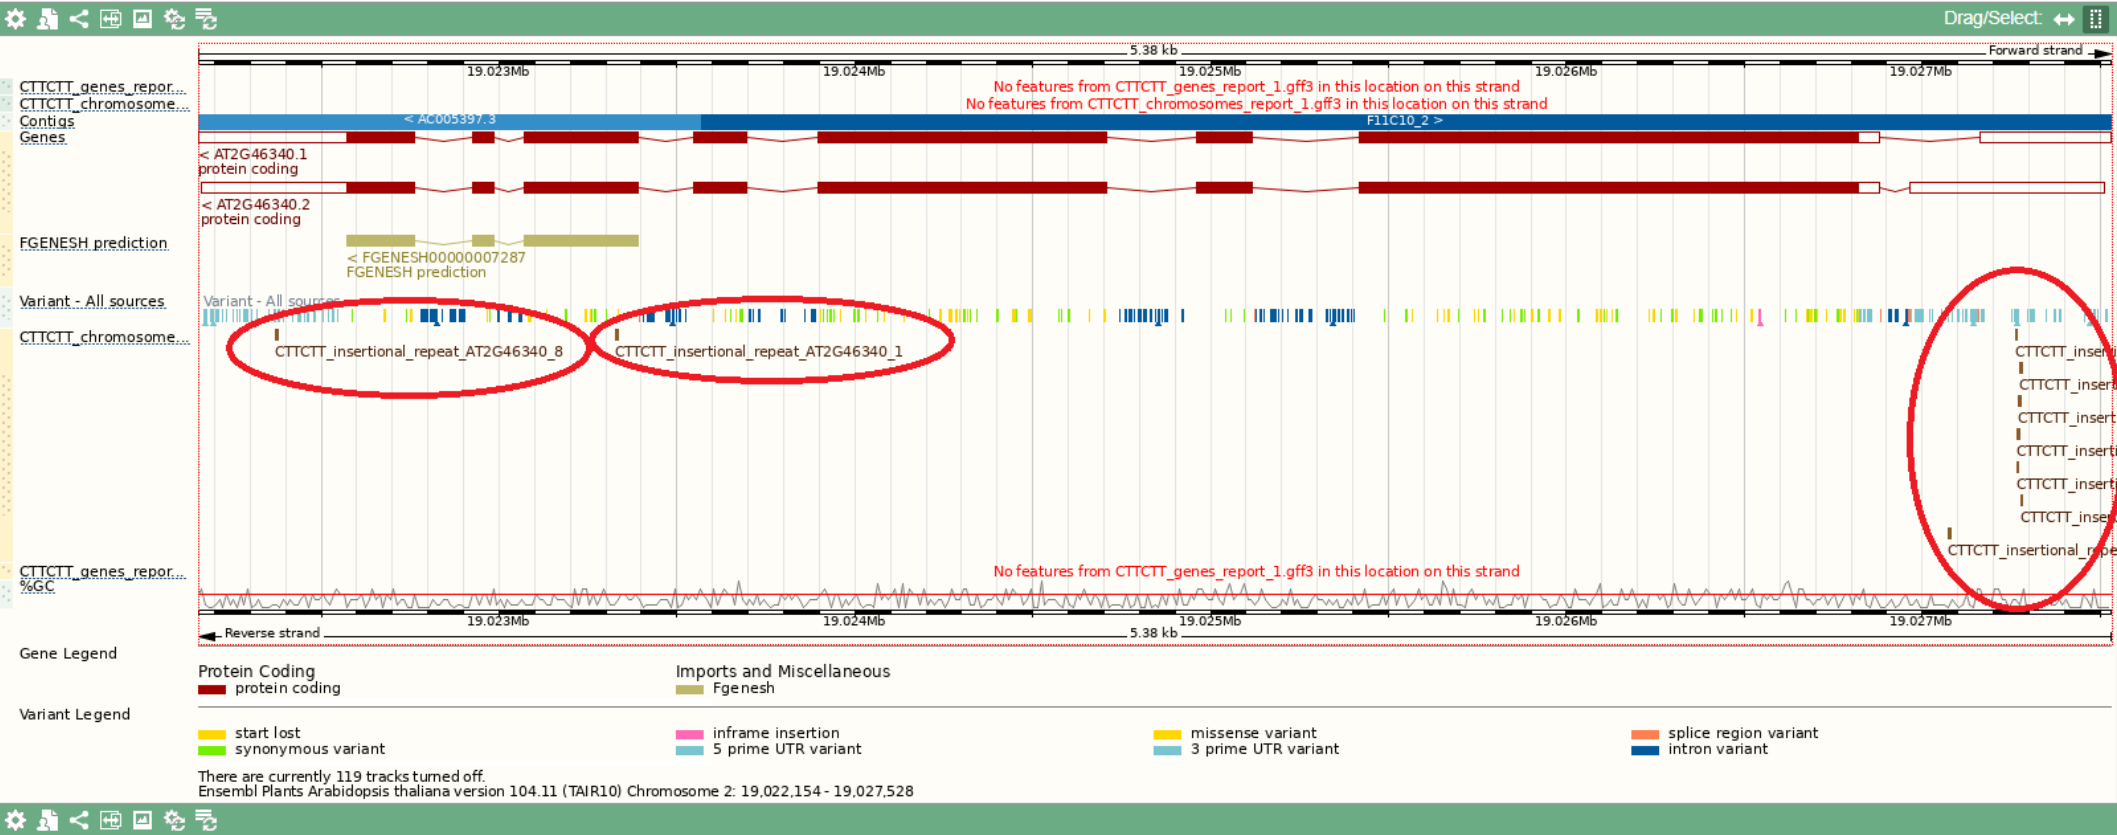 Drag/Select:
5.38 kb
Forward strand
19.023Mb 19.024Mb 19.025Mb 19.026Mb 19.027Mb
CTTCTT_genes_repor... No features from CTTCTT_genes_report_1.gff3 in this location on this strand
CTTCTT_chromosome... No features from CTTCTT_chromosomes_report_1.gff3 in this location on this strand
Contigs < AC005397.3 F11C10_2 >
Genes
< AT2G46340.1
protein coding
< AT2G46340.2
protein coding
FGENESH prediction
< FGENESH00000007287
FGENESH prediction
Variant - All sources Variant - All sources
CTTCTT_chromosome...
CTTCTT_insertional_repeat_AT2G46340_8 CTTCTT_insertional_repeat_AT2G46340_1 CTTCTT_inserti
CTTCTT_inser
CTTCTT_insert
CTTCTT_inserti
CTTCTT_inserti
CTTCTT_inser
CTTCTT_insertional_repe
CTTCTT_genes_repor... No features from CTTCTT_genes_report_1.gff3 in this location on this strand
%GC
19.023Mb 19.024Mb 19.025Mb 19.026Mb 19.027Mb
Reverse strand 5.38 kb
Gene Legend
Protein Coding Imports and Miscellaneous
protein coding Fgenesh
Variant Legend
start lost inframe insertion missense variant splice region variant
synonymous variant 5 prime UTR variant 3 prime UTR variant intron variant
There are currently 119 tracks turned off.
Ensembl Plants Arabidopsis thaliana version 104.11 (TAIR10) Chromosome 2: 19,022,154 - 19,027,528